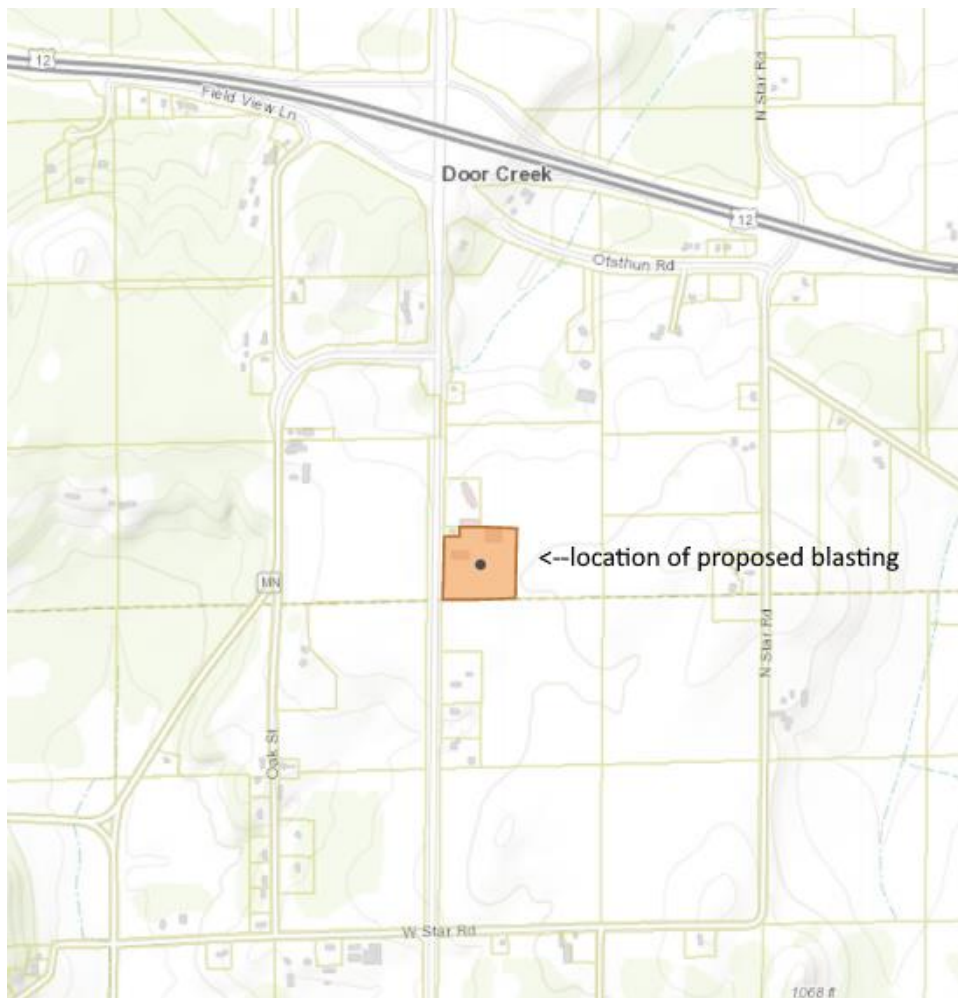 12
Field View Ln
N Star Rd
Door Creek
12
Ofsthun Rd
<--location of proposed blasting
MN
N Star Rd
Oak St
W Star Rd
1068 ft